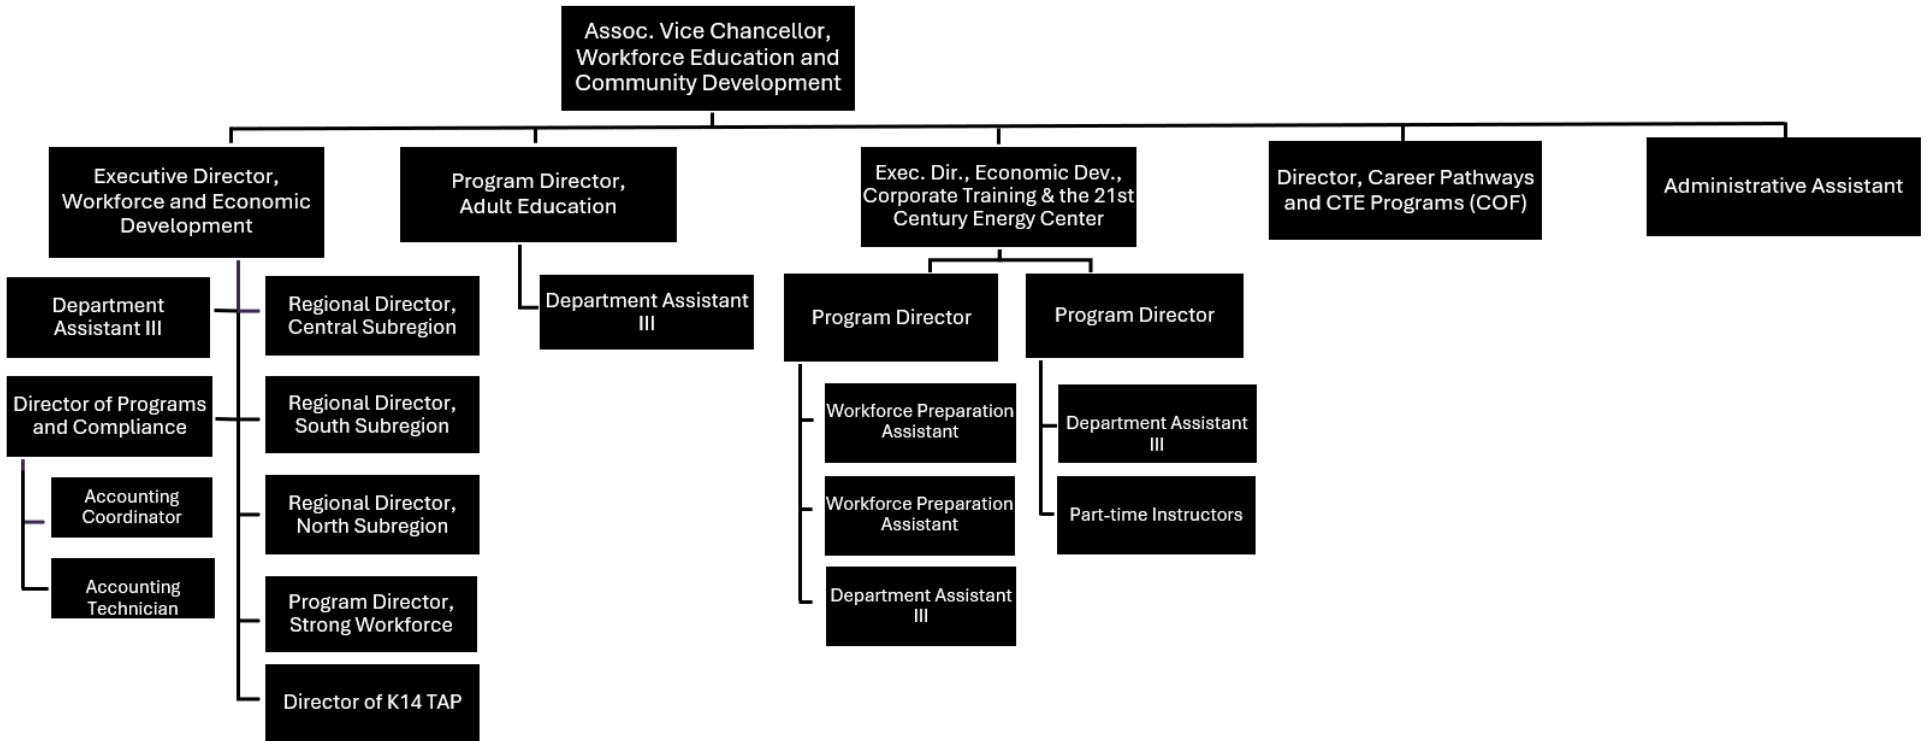 Assoc. Vice Chancellor,
Workforce Education and
Community Development
Executive Director,
Workforce and Economic
Development
Program Director,
Adult Education
Exec. Dir., Economic Dev.,
Corporate Training & the 21st
Century Energy Center
Director, Career Pathways
and CTE Programs (COF)
Administrative Assistant
Department
Assistant III
Regional Director,
Central Subregion
Director of Programs
and Compliance
Regional Director,
South Subregion
Accounting
Coordinator
Regional Director,
North Subregion
Accounting
Technician
Program Director,
Strong Workforce
Director of K14 TAP
Department Assistant
III
Program Director
Workforce Preparation
Assistant
Workforce Preparation
Assistant
Department Assistant
III
Program Director
Department Assistant
III
Part-time Instructors